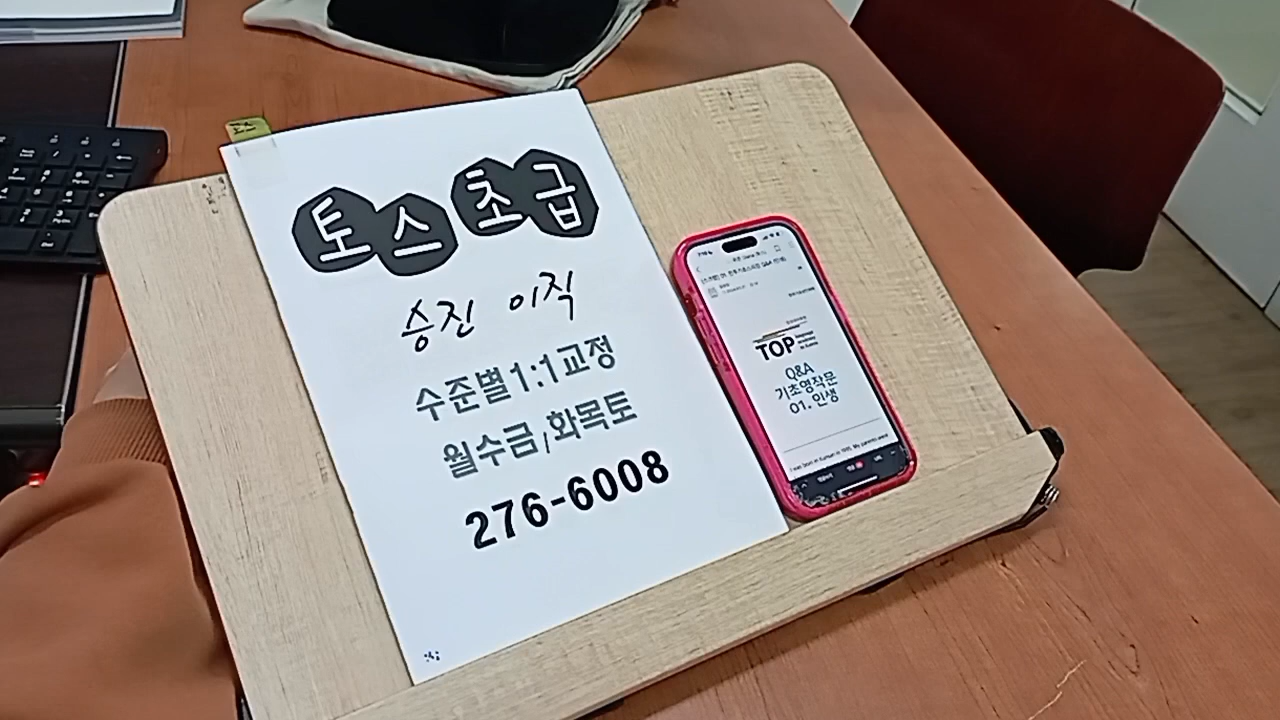 토스초급
승진 이직
수준별1:1교정
월수금/화목토
276-6008
TOP
Q&A
기초영작문
01. 인생